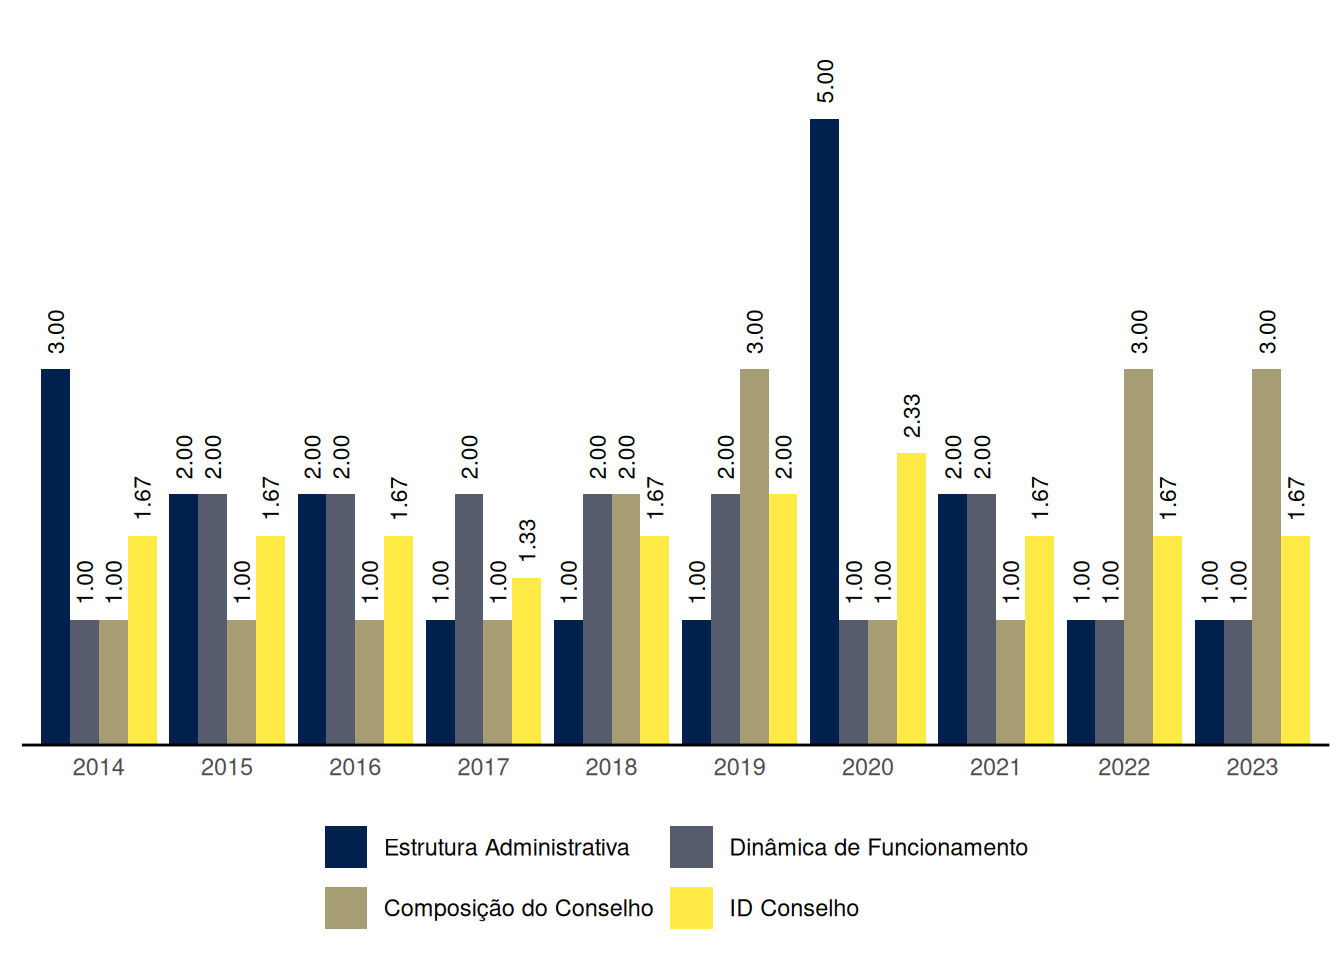 3.00 1.00 1.00 1.67 2.00 2.00 1.00 1.67 2.00 2.00 1.00 1.67 1.00 2.00 1.00 1.33 1.00 2.00 2.00 1.67 1.00 2.00 3.00 2.00 5.00 1.00 1.00 2.33 2.00 2.00 1.00 1.67 1.00 1.00 3.00 1.67 1.00 1.00 3.00 1.67
2014 2015 2016 2017 2018 2019 2020 2021 2022 2023
Estrutura Administrativa Dinâmica de Funcionamento
Composição do Conselho ID Conselho